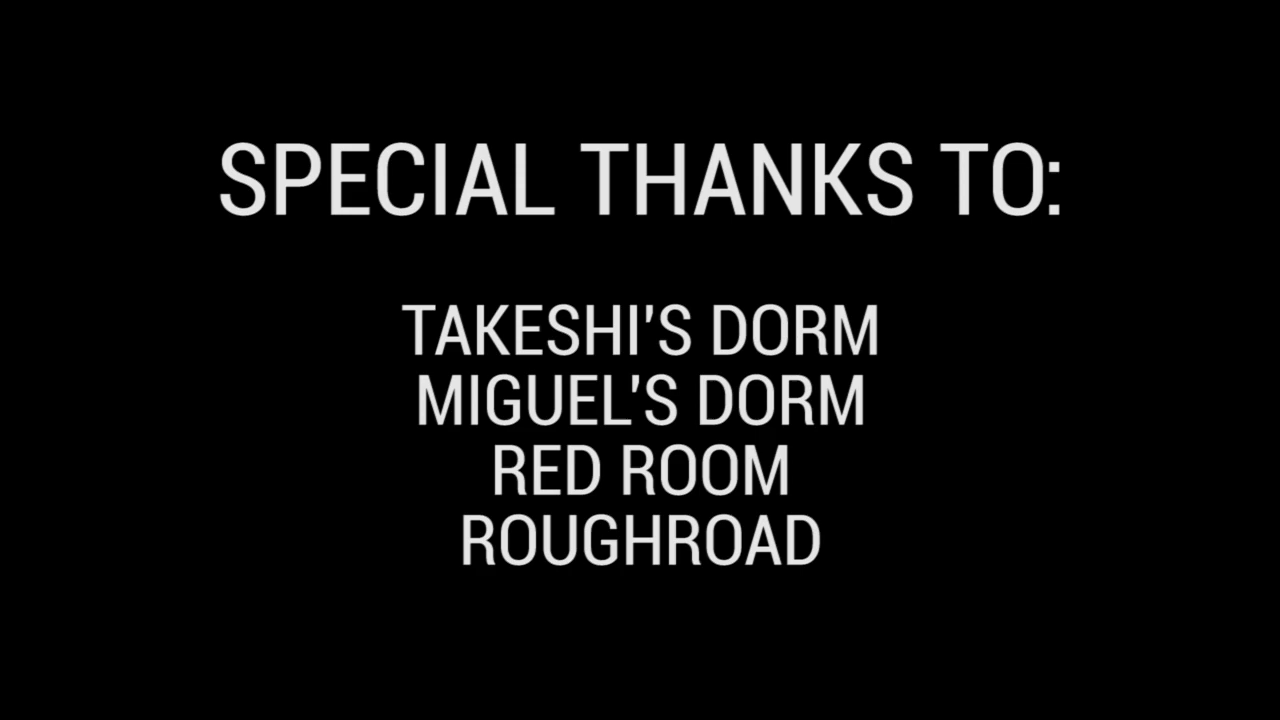 SPECIAL THANKS TO:
TAKESHI'S DORM
MIGUEL'S DORM
RED ROOM
ROUGHROAD